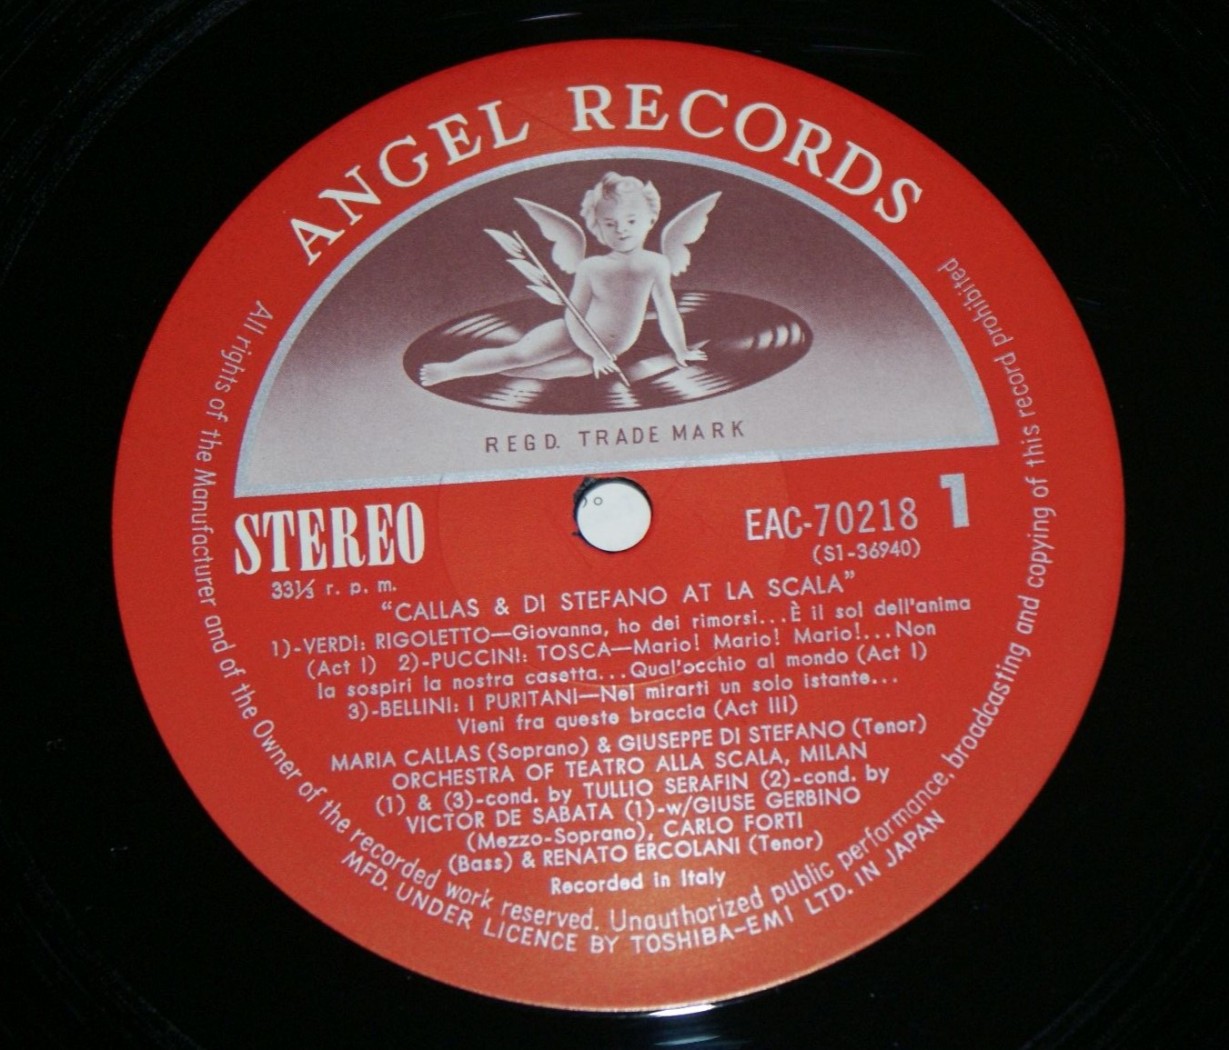 ANGEL RECORDS
REGD. TRADE MARK
STEREO
33⅓ r. p. m.
EAC-70218 1
(S1-36940)
"CALLAS & DI STEFANO AT LA SCALA"
1)-VERDI: RIGOLETTO—Giovanna, ho dei rimorsi...È il sol dell'anima
(Act I) 2)-PUCCINI: TOSCA—Mario! Mario! Mario!...Non
la sospiri la nostra casetta...Qual'occhio al mondo (Act I)
3)-BELLINI: I PURITANI—Nel mirarti un solo istante...
Vieni fra queste braccia (Act III)
MARIA CALLAS (Soprano) & GIUSEPPE DI STEFANO (Tenor)
ORCHESTRA OF TEATRO ALLA SCALA, MILAN
(1) & (3)-cond. by TULLIO SERAFIN (2)-cond. by
VICTOR DE SABATA (1)-w/GIUSE GERBINO
(Mezzo-Soprano), CARLO FORTI
(Bass) & RENATO ERCOLANI (Tenor)
Recorded in Italy
All rights of the Manufacturer and of the Owner of the recorded work reserved. Unauthorized public performance, broadcasting and copying of this record prohibited
MFD. UNDER LICENCE BY TOSHIBA-EMI LTD. IN JAPAN